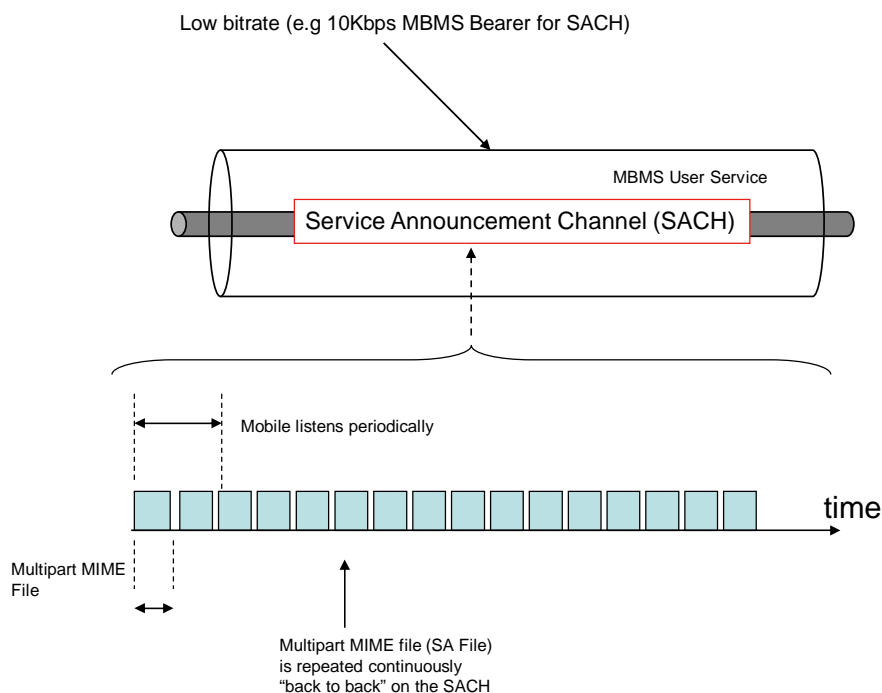 Low bitrate (e.g 10Kbps MBMS Bearer for SACH)
MBMS User Service
Service Announcement Channel (SACH)
Mobile listens periodically
time
Multipart MIME
File
Multipart MIME file (SA File)
is repeated continuously
“back to back” on the SACH